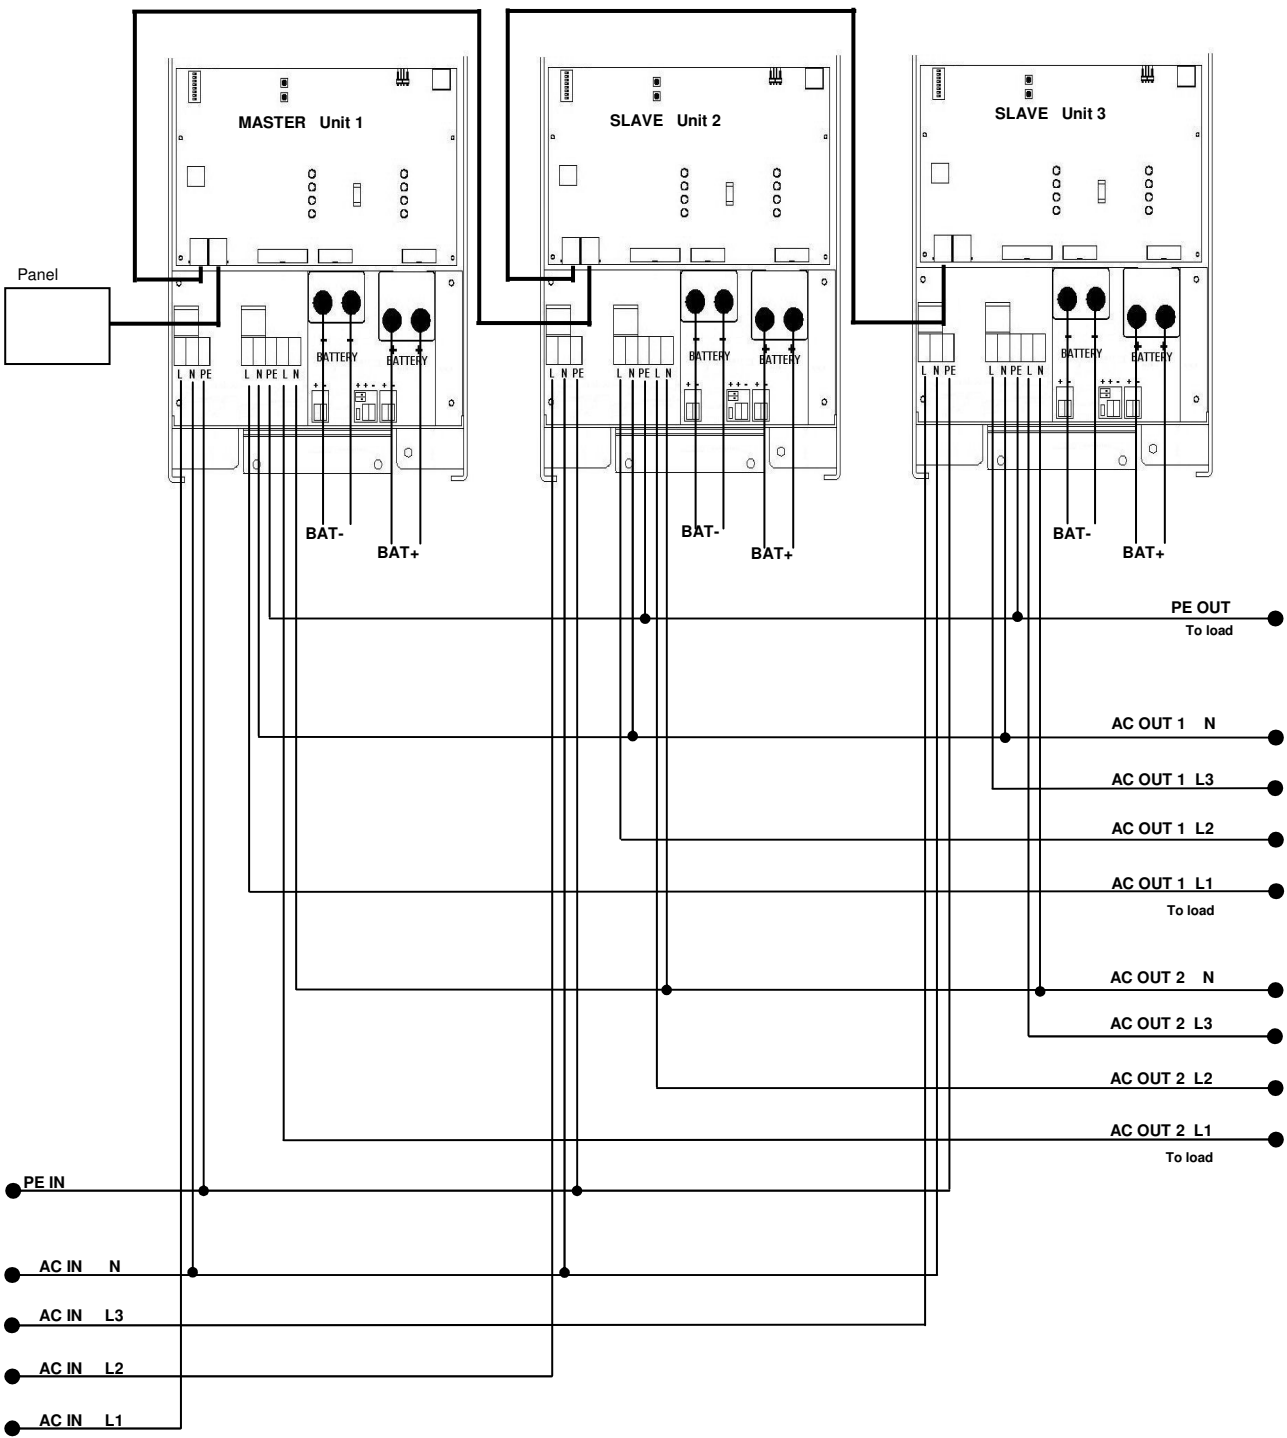 MASTER Unit 1
SLAVE Unit 2
SLAVE Unit 3
Panel
L N PE
L N PE L N
- -
BATTERY
+ +
BATTERY
+ -
+ + -
+ -
L N PE
L N PE L N
- -
BATTERY
+ +
BATTERY
+ -
+ + -
+ -
L N PE
L N PE L N
- -
BATTERY
+ +
BATTERY
+ -
+ + -
+ -
BAT-
BAT+
BAT-
BAT+
BAT-
BAT+
PE OUT
To load
AC OUT 1 N
AC OUT 1 L3
AC OUT 1 L2
AC OUT 1 L1
To load
AC OUT 2 N
AC OUT 2 L3
AC OUT 2 L2
AC OUT 2 L1
To load
PE IN
AC IN N
AC IN L3
AC IN L2
AC IN L1